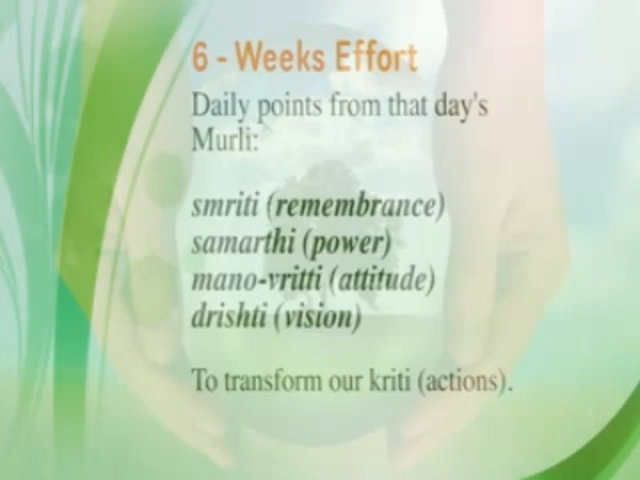 6 - Weeks Effort
Daily points from that day's
Murli:
smriti (remembrance)
samarthi (power)
mano-vritti (attitude)
drishti (vision)
To transform our kriti (actions).